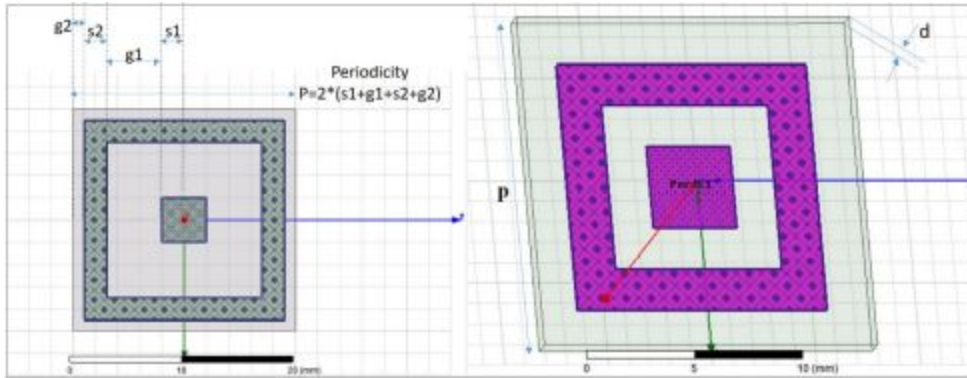 g2
s2
s1
g1
Periodicity
P=2*(s1+g1+s2+g2)
0
10
20 (mm)
d
p
0
5
10 (mm)